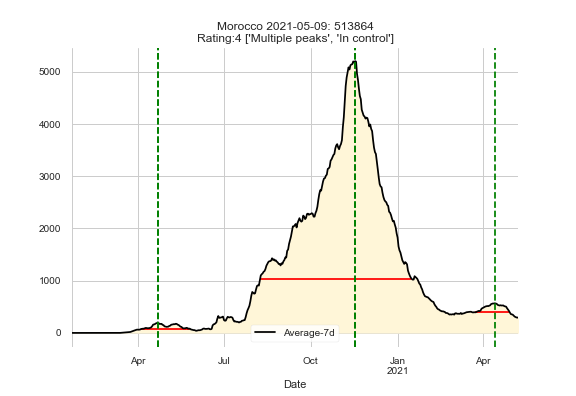 Morocco 2021-05-09: 513864
Rating:4 ['Multiple peaks', 'In control']
5000
4000
3000
2000
1000
0
Average-7d
Apr
Jul
Oct
Jan
2021
Apr
Date